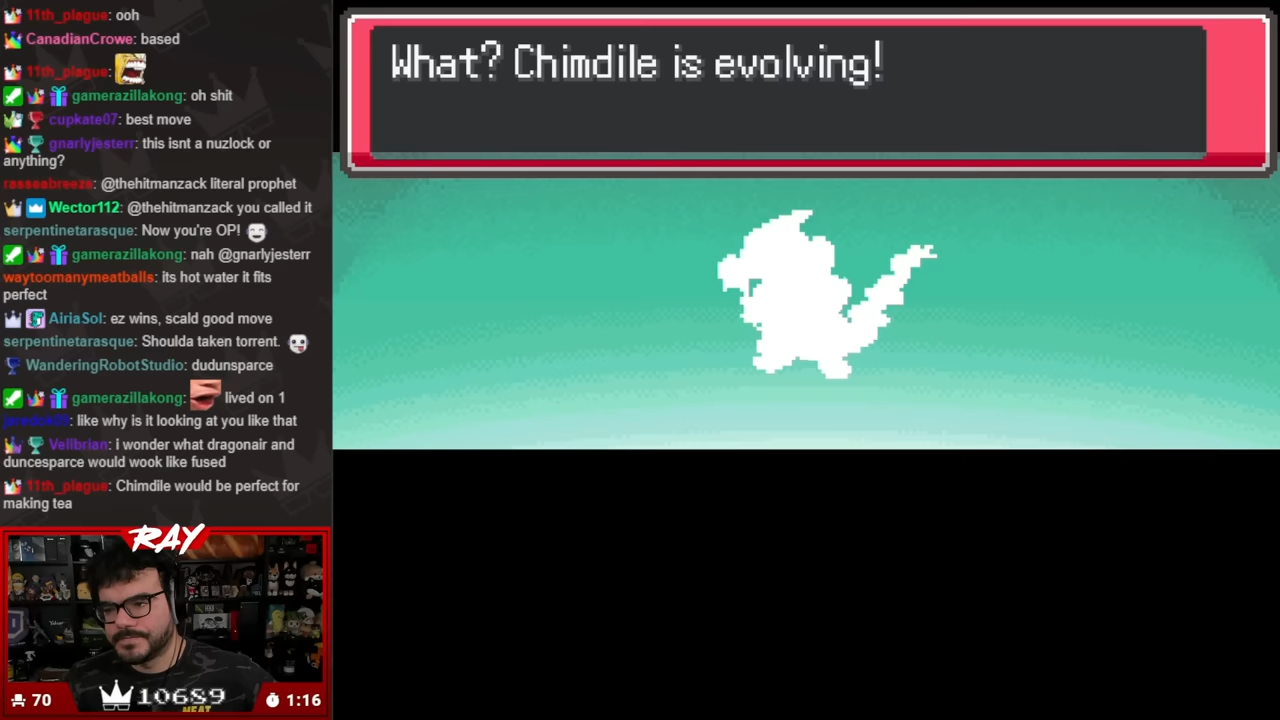 11th_plague: ooh
CanadianCrowe: based
11th_plague:
gamerazillakong: oh shit
cupkate07: best move
gnarlyjesterr: this isnt a nuzlock or
anything?
rasseabreeze: @thehitmanzack literal prophet
Wector112: @thehitmanzack you called it
serpentinetarasque: Now you're OP!
gamerazillakong: nah @gnarlyjesterr
waytoomanymeatballs: its hot water it fits
perfect
AiriaSol: ez wins, scald good move
serpentinetarasque: Shoulda taken torrent.
WanderingRobotStudio: dudunsparce
gamerazillakong: lived on 1
: like why is it looking at you like that
Vellbrian: i wonder what dragonair and
duncesparce would wook like fused
11th_plague: Chimdile would be perfect for
making tea
What? Chimdile is evolving!
RAY
70
10689
MEAT
1:16